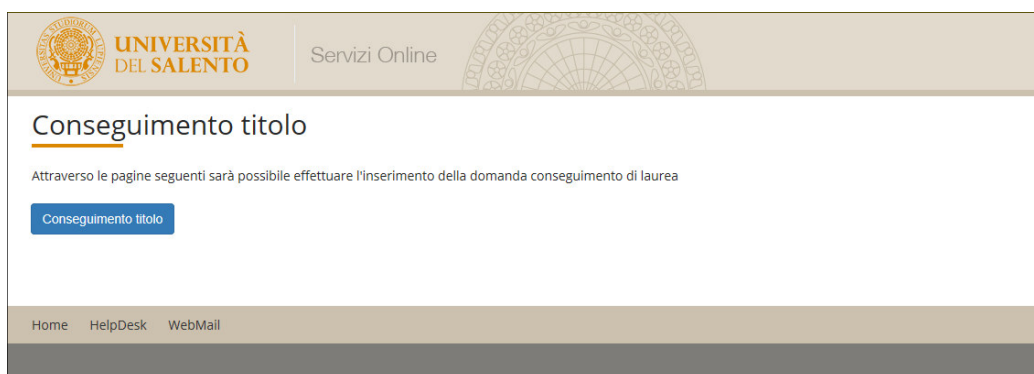 UNIVERSITÀ
DEL SALENTO
Servizi Online
Conseguimento titolo
Attraverso le pagine seguenti sarà possibile effettuare l'inserimento della domanda conseguimento di laurea
Conseguimento titolo
Home HelpDesk WebMail